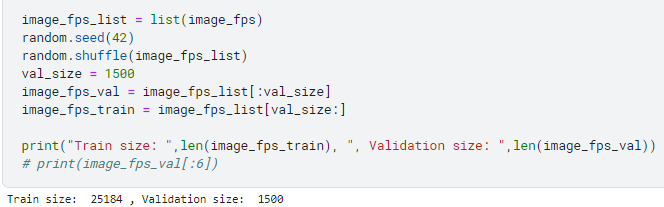 image_fps_list = list(image_fps)
random.seed(42)
random.shuffle(image_fps_list)
val_size = 1500
image_fps_val = image_fps_list[:val_size]
image_fps_train = image_fps_list[val_size:]
print("Train size: ",len(image_fps_train), ", Validation size: ",len(image_fps_val))
# print(image_fps_val[:6])
Train size:  25184 , Validation size:  1500